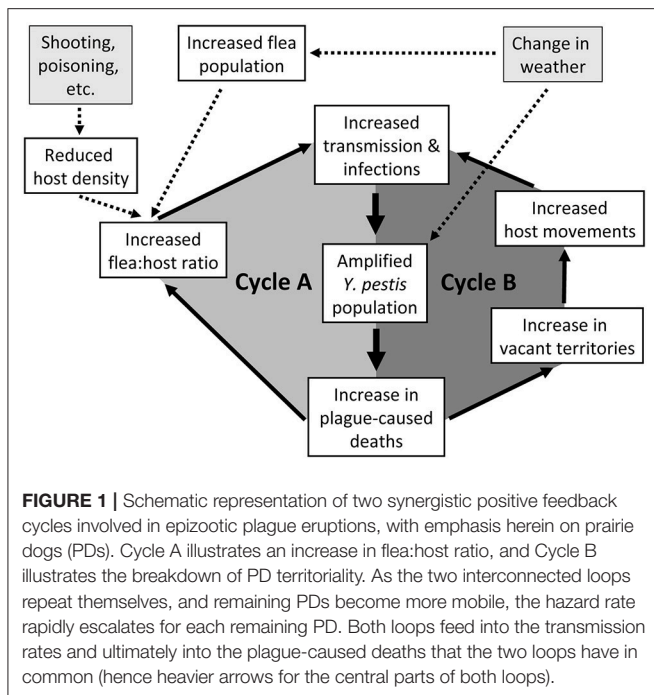 Shooting,
poisoning,
etc.
Increased flea
population
Change in
weather
Reduced
host density
Increased
transmission &
infections
Increased
flea:host ratio
Increased
host movements
Cycle A
Amplified
Y. pestis
population
Cycle B
Increase in
vacant territories
Increase in
plague-caused
deaths
FIGURE 1 | Schematic representation of two synergistic positive feedback
cycles involved in epizootic plague eruptions, with emphasis herein on prairie
dogs (PDs). Cycle A illustrates an increase in flea:host ratio, and Cycle B
illustrates the breakdown of PD territoriality. As the two interconnected loops
repeat themselves, and remaining PDs become more mobile, the hazard rate
rapidly escalates for each remaining PD. Both loops feed into the transmission
rates and ultimately into the plague-caused deaths that the two loops have in
common (hence heavier arrows for the central parts of both loops).